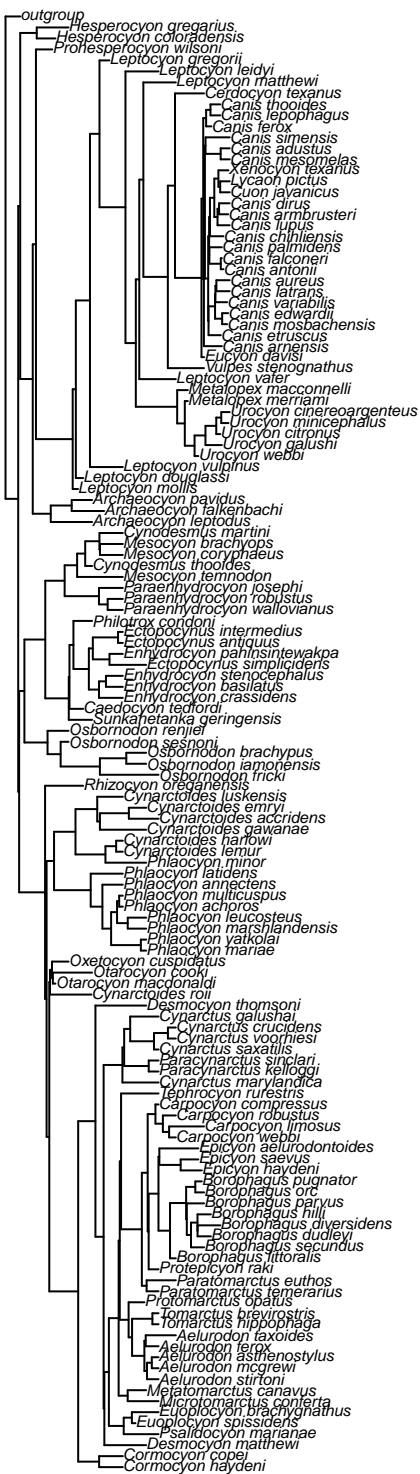 outgroup
Hesperocyon gregarius
Hesperocyon coloradensis
Prohesperocyon wilsoni
Leptocyon gregorii
Leptocyon leidyi
Leptocyon matthewi
Cerdocyon texanus
Canis thooides
Canis lepophagus
Canis ferox
Canis simensis
Canis adustus
Canis mesomelas
Xenocyon texanus
Lycaon pictus
Cuon javanicus
Canis dirus
Canis armbrusteri
Canis lupus
Canis chihliensis
Canis palmidens
Canis falconeri
Canis antonii
Canis aureus
Canis latrans
Canis variabilis
Canis edwardii
Canis mosbachensis
Canis etruscus
Canis arnensis
Eucyon davisi
Vulpes stenognathus
Leptocyon vafer
Metalopex macconnelli
Metalopex merriami
Urocyon cinereoargenteus
Urocyon minicephalus
Urocyon citronus
Urocyon galushi
Urocyon webbi
Leptocyon vulpinus
Leptocyon douglassi
Leptocyon mollis
Archaeocyon pavidus
Archaeocyon falkenbachi
Archaeocyon leptodus
Cynodesmus martini
Mesocyon brachyops
Mesocyon coryphaeus
Cynodesmus thooides
Mesocyon temnodon
Paraenhydrocyon josephi
Paraenhydrocyon robustus
Paraenhydrocyon wallovianus
Philotrox condoni
Ectopocynus intermedius
Ectopocynus antiquus
Enhydrocyon pahinsintewakpa
Ectopocynus simplicidens
Enhydrocyon stenocephalus
Enhydrocyon basilatus
Enhydrocyon crassidens
Caedocyon tedfordi
Sunkahetanka geringensis
Osbornodon renjiei
Osbornodon sesnoni
Osbornodon brachypus
Osbornodon iamonensis
Osbornodon fricki
Rhizocyon oreganensis
Cynarctoides luskensis
Cynarctoides emryi
Cynarctoides accridens
Cynarctoides gawanae
Cynarctoides harlowi
Cynarctoides lemur
Phlaocyon minor
Phlaocyon latidens
Phlaocyon annectens
Phlaocyon multicuspus
Phlaocyon achoros
Phlaocyon leucosteus
Phlaocyon marshlandensis
Phlaocyon yatkolai
Phlaocyon mariae
Oxetocyon cuspidatus
Otarocyon cooki
Otarocyon macdonaldi
Cynarctoides roii
Desmocyon thomsoni
Cynarctus galushai
Cynarctus crucidens
Cynarctus voorhiesi
Cynarctus saxatilis
Paracynarctus sinclari
Paracynarctus kelloggi
Cynarctus marylandica
Tephrocyon rurestris
Carpocyon compressus
Carpocyon robustus
Carpocyon limosus
Carpocyon webbi
Epicyon aelurodontoides
Epicyon saevus
Epicyon haydeni
Borophagus pugnator
Borophagus orc
Borophagus parvus
Borophagus hilli
Borophagus diversidens
Borophagus dudleyi
Borophagus secundus
Borophagus littoralis
Protepicyon raki
Paratomarctus euthos
Paratomarctus temerarius
Protomarctus opatus
Tomarctus brevirostris
Tomarctus hippophaga
Aelurodon taxoides
Aelurodon ferox
Aelurodon asthenostylus
Aelurodon mcgrewi
Aelurodon stirtoni
Metatomarctus canavus
Microtomarctus conferta
Euoplocyon brachygnathus
Euoplocyon spissidens
Psalidocyon marianae
Desmocyon matthewi
Cormocyon copei
Cormocyon haydeni